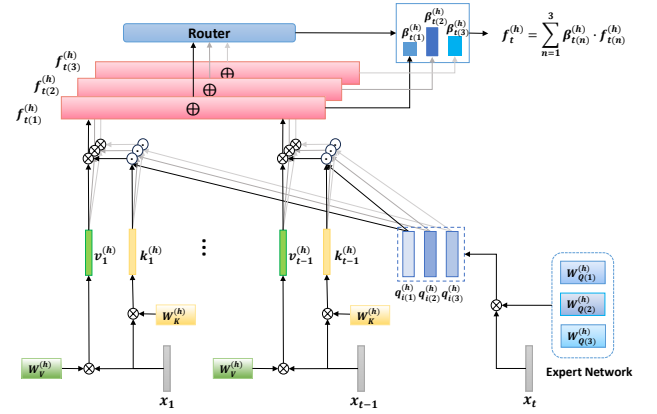 Router
β_{t(1)}^{(h)} β_{t(2)}^{(h)} β_{t(3)}^{(h)}
f_t^{(h)} = \sum_{n=1}^{3} β_{t(n)}^{(h)} · f_{t(n)}^{(h)}
f_{t(3)}^{(h)}
f_{t(2)}^{(h)}
f_{t(1)}^{(h)}
v_1^{(h)} k_1^{(h)} ⋮ v_{t-1}^{(h)} k_{t-1}^{(h)}
q_{i(1)}^{(h)} q_{i(2)}^{(h)} q_{i(3)}^{(h)}
W_{Q(1)}^{(h)}
W_{Q(2)}^{(h)}
W_{Q(3)}^{(h)}
W_K^{(h)} W_K^{(h)}
W_V^{(h)} W_V^{(h)}
Expert Network
x_1 x_{t-1} x_t